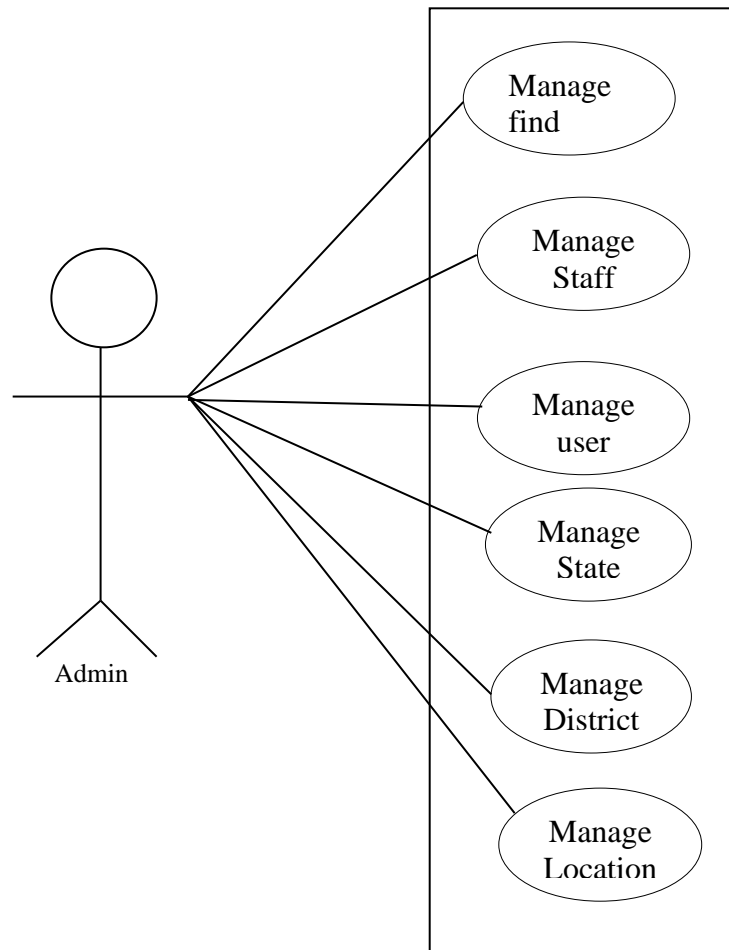 Manage
find
Manage
Staff
Manage
user
Manage
State
Admin
Manage
District
Manage
Location